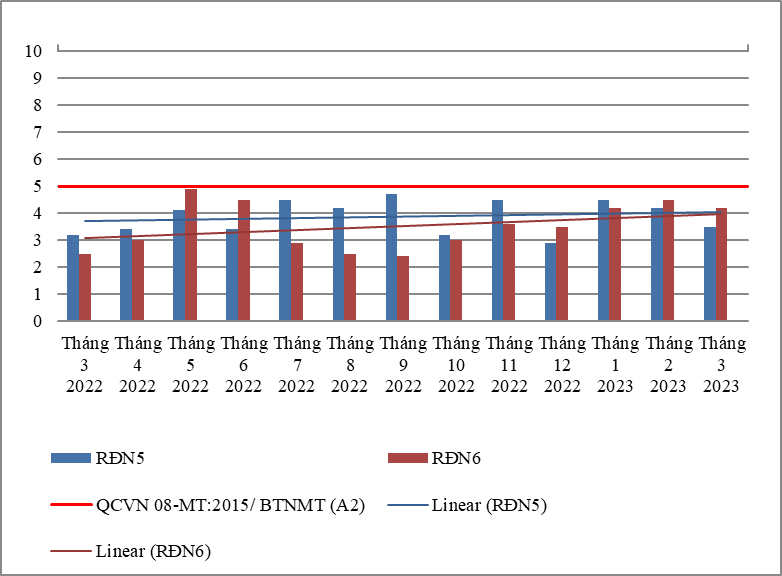 10
9
8
7
6
5
4
3
2
1
0
Tháng Tháng Tháng Tháng Tháng Tháng Tháng Tháng Tháng Tháng Tháng Tháng Tháng
3 4 5 6 7 8 9 10 11 12 1 2 3
2022 2022 2022 2022 2022 2022 2022 2022 2022 2022 2023 2023 2023
RĐN5 RĐN6
QCVN 08-MT:2015/ BTNMT (A2) Linear (RĐN5)
Linear (RĐN6)